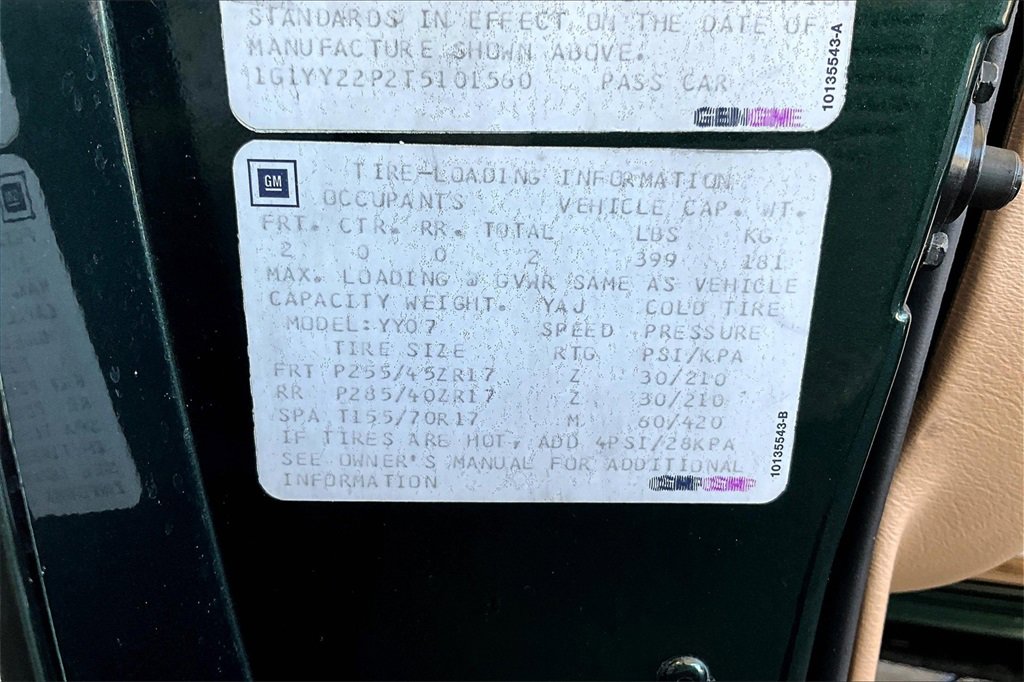 STANDARDS IN EFFECT ON THE DATE OF
MANUFACTURE SHOWN ABOVE.
1G1YY22P2T5101560 PASS CAR
10135543-A
GM
TIRE-LOADING INFORMATION
OCCUPANTS VEHICLE CAP. WT.
FRT. CTR. RR. TOTAL LBS KG
2 0 0 2 399 181
MAX. LOADING @ GVWR SAME AS VEHICLE
CAPACITY WEIGHT. YAJ COLD TIRE
MODEL:YY07 SPEED PRESSURE
TIRE SIZE RTG PSI/KPA
FRT P255/45ZR17 Z 30/210
RR P285/40ZR17 Z 30/210
SPA T155/70R17 M 60/420
IF TIRES ARE HOT, ADD 4PSI/28KPA
SEE OWNER'S MANUAL FOR ADDITIONAL
INFORMATION
10135543-B